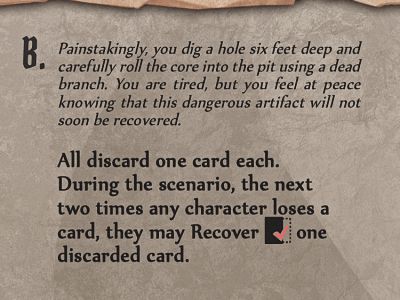 B.
Painstakingly, you dig a hole six feet deep and
carefully roll the core into the pit using a dead
branch. You are tired, but you feel at peace
knowing that this dangerous artifact will not
soon be recovered.
All discard one card each.
During the scenario, the next
two times any character loses a
card, they may Recover one
discarded card.